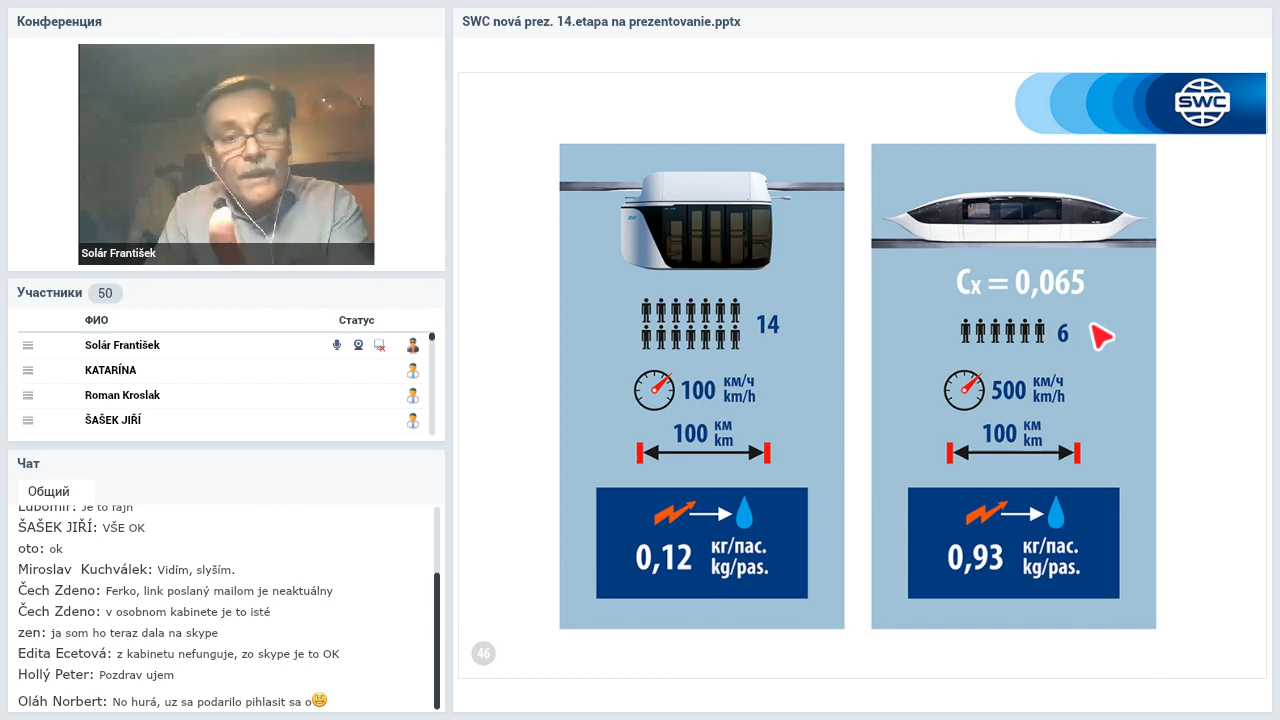 Конференция
Solár František
Участники 50
ФИО Статус
Solár František
KATARÍNA
Roman Kroslak
ŠAŠEK JIŘÍ
Чат
Общий
Lubomír: Je to fajn
ŠAŠEK JIŘÍ: VŠE OK
oto: ok
Miroslav Kuchválek: Vidím, slyším.
Čech Zdeno: Ferko, link poslaný mailom je neaktuálny
Čech Zdeno: v osobnom kabinete je to isté
zen: ja som ho teraz dala na skype
Edita Ecetová: z kabinetu nefunguje, zo skype je to OK
Hollý Peter: Pozdrav ujem
Oláh Norbert: No hurá, uz sa podarilo pihlasit sa o
SWC nová prez. 14.etapa na prezentovanie.pptx
SWC
14
100 км/ч
km/h
100 км
km
0,12 кг/пас.
kg/pas.
Cx = 0,065
6
500 км/ч
km/h
100 км
km
0,93 кг/пас.
kg/pas.
46